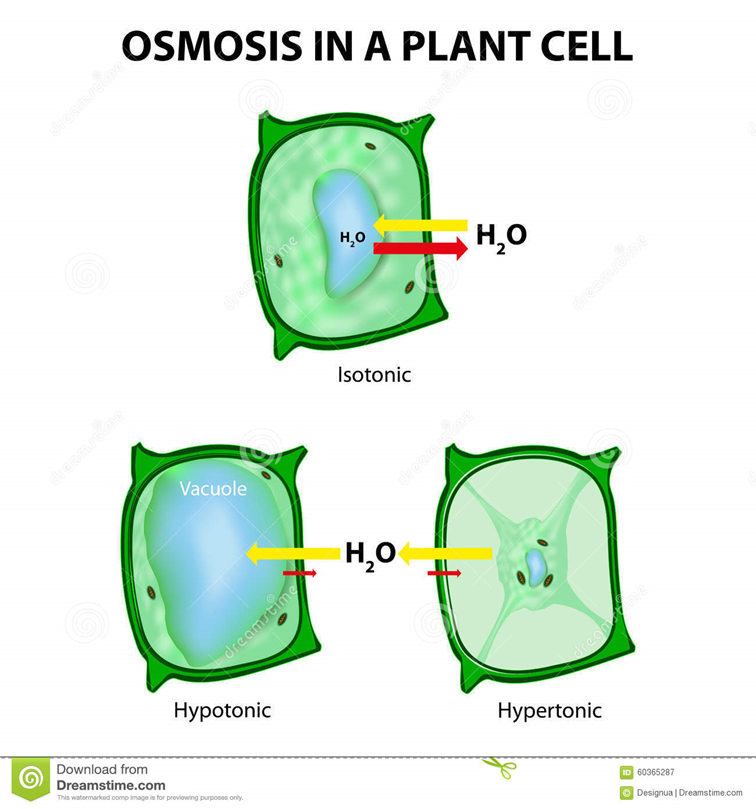 OSMOSIS IN A PLANT CELL
H₂O
H₂O
Isotonic
Vacuole
H₂O
Hypotonic
Hypertonic
Download from
Dreamstime.com
This watermarked comp image is for previewing purposes only.
ID 60365287
© Designua | Dreamstime.com
dreamstime